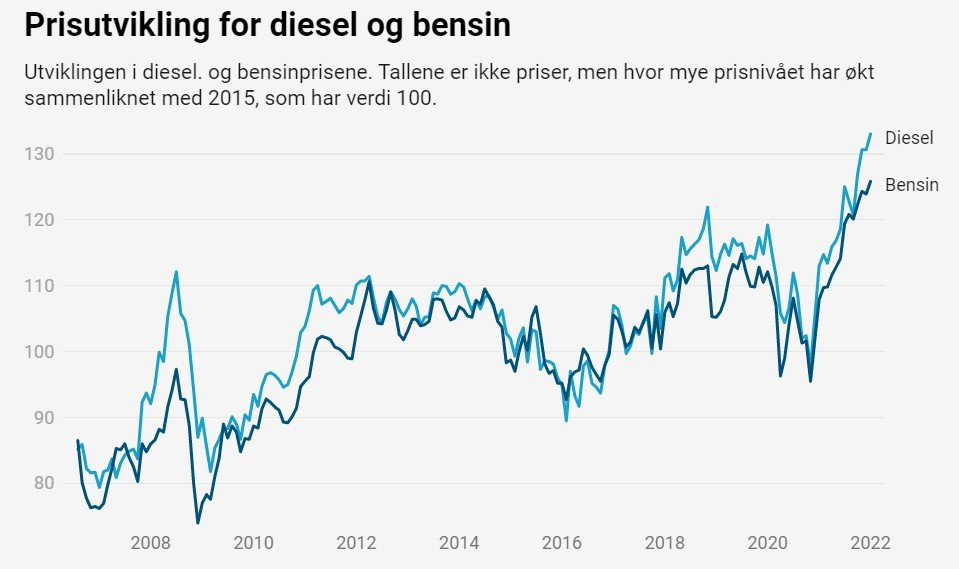 Prisutvikling for diesel og bensin
Utviklingen i diesel. og bensinprisene. Tallene er ikke priser, men hvor mye prisnivået har økt
sammenliknet med 2015, som har verdi 100.
Diesel
130
Bensin
120
110
100
90
80
2008 2010 2012 2014 2016 2018 2020 2022